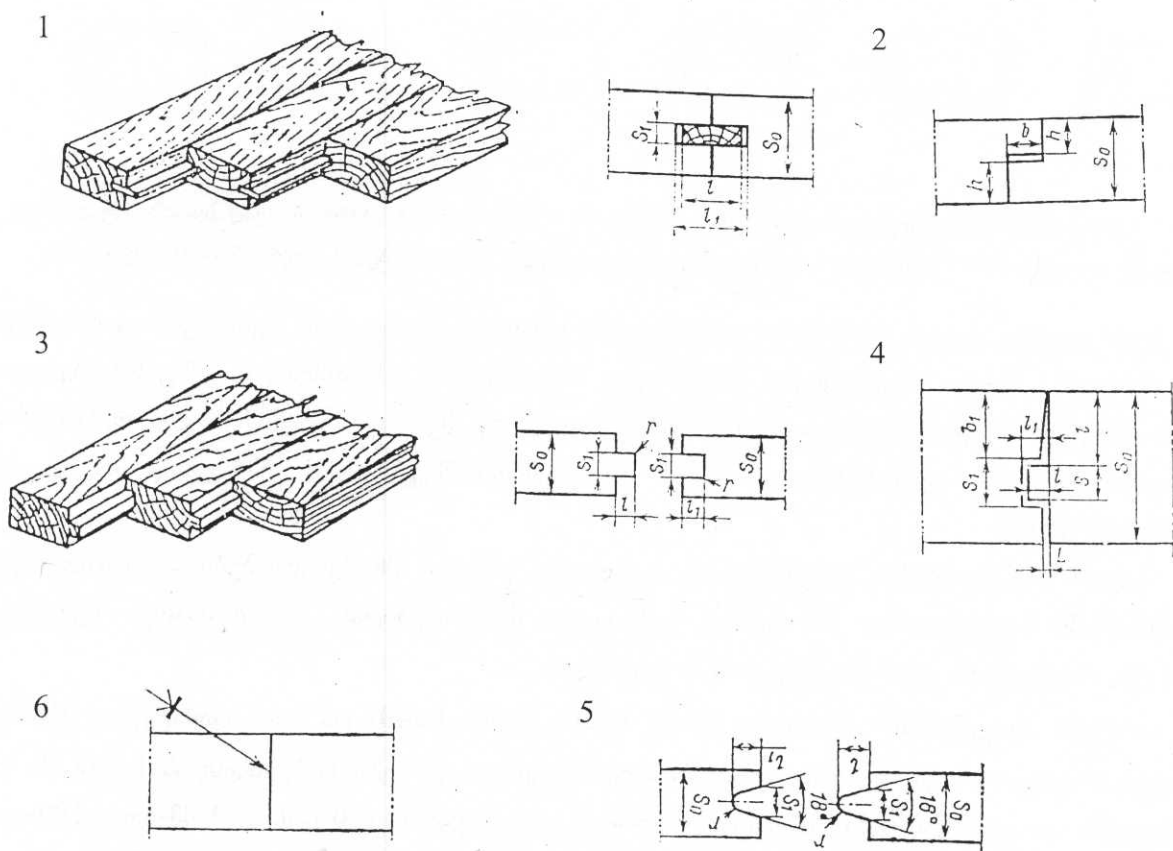 1
2
S₁ S₀
l
l₁
b h S₀
h
3
4
S₀ S₁ r S₁ S₀ r
l l₁
b₁ l₁ l S₀
S₁ l S
L
6
5
l₁ l
S₀ S₁ 18° S₁ 18° S₀
r r